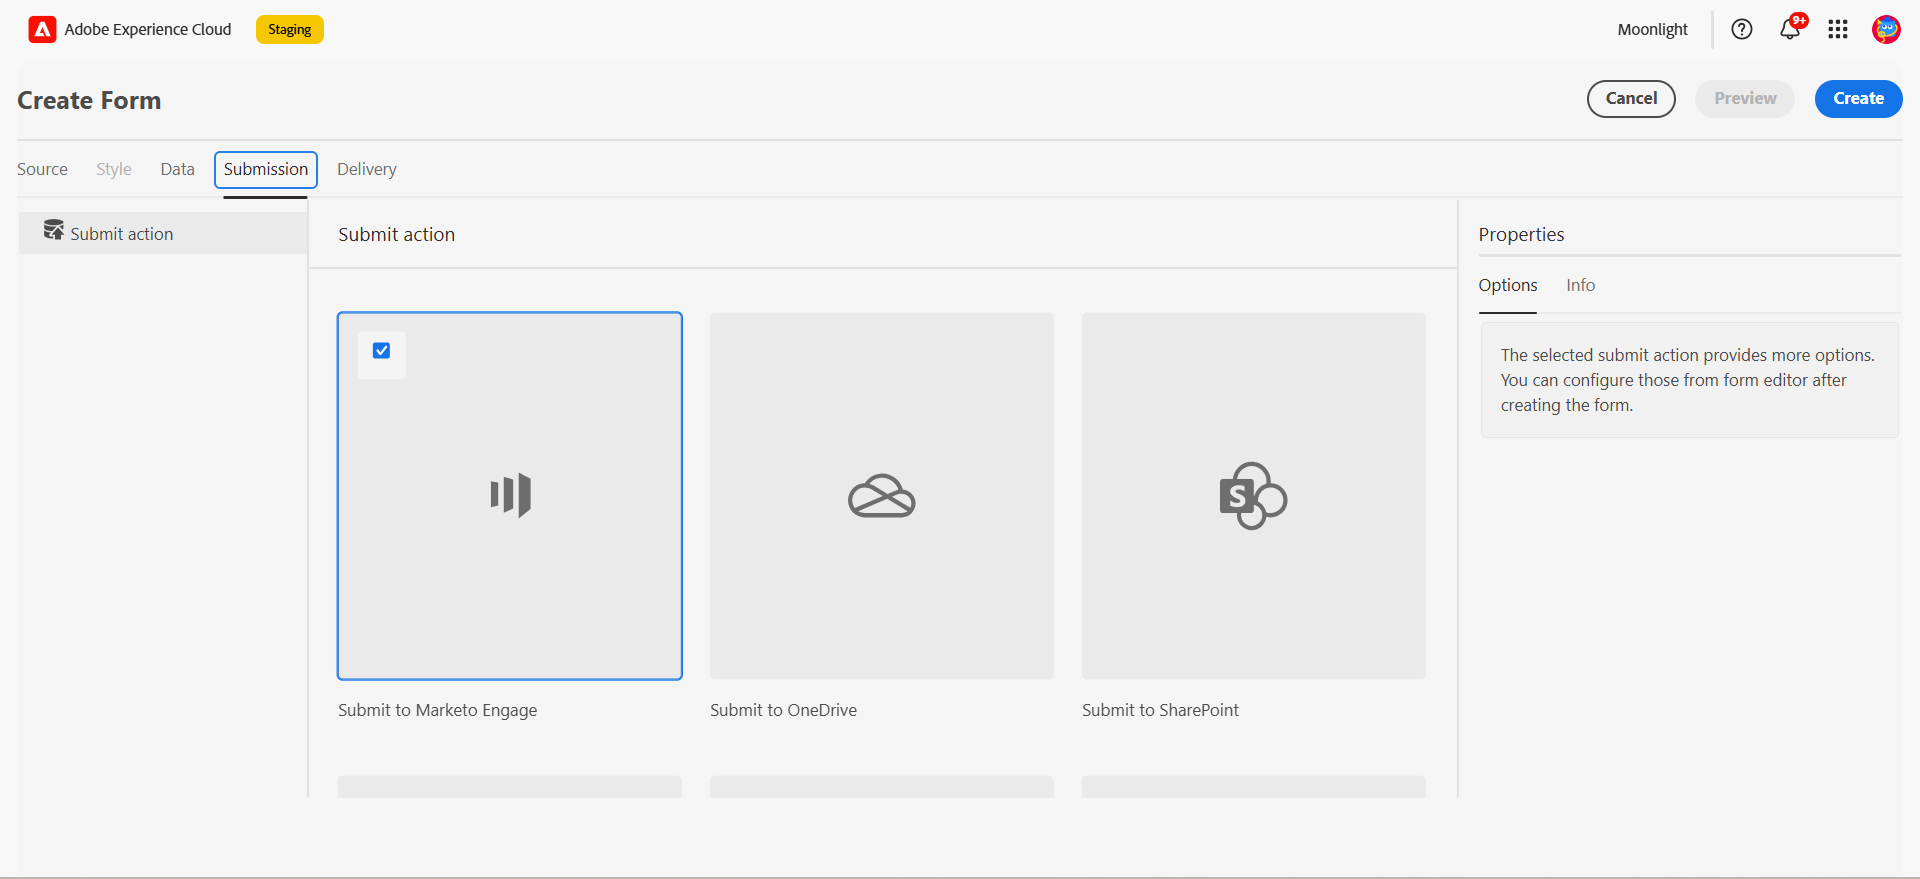 Adobe Experience Cloud
Staging
Moonlight
9+
Create Form
Cancel
Preview
Create
Source
Style
Data
Submission
Delivery
Submit action
Submit action
Properties
Options
Info
The selected submit action provides more options.
You can configure those from form editor after
creating the form.
S
Submit to Marketo Engage
Submit to OneDrive
Submit to SharePoint